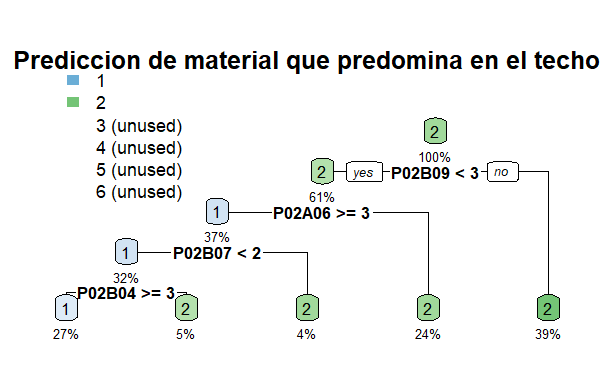 Prediccion de material que predomina en el techo
1
2
3 (unused)
4 (unused)
5 (unused)
6 (unused)
2
100%
2
yes
P02B09 < 3
no
61%
1
P02A06 >= 3
37%
1
P02B07 < 2
32%
P02B04 >= 3
1
2
2
2
2
27%
5%
4%
24%
39%